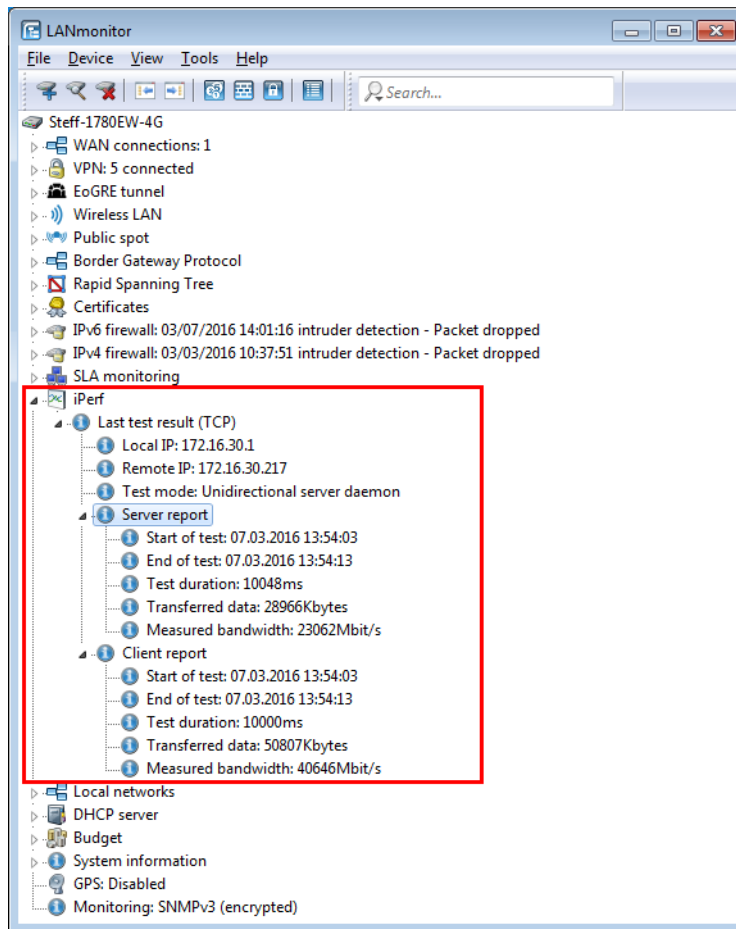 LANmonitor
File Device View Tools Help
Search...
Steff-1780EW-4G
WAN connections: 1
VPN: 5 connected
EoGRE tunnel
Wireless LAN
Public spot
Border Gateway Protocol
Rapid Spanning Tree
Certificates
IPv6 firewall: 03/07/2016 14:01:16 intruder detection - Packet dropped
IPv4 firewall: 03/03/2016 10:37:51 intruder detection - Packet dropped
SLA monitoring
iPerf
Last test result (TCP)
Local IP: 172.16.30.1
Remote IP: 172.16.30.217
Test mode: Unidirectional server daemon
Server report
Start of test: 07.03.2016 13:54:03
End of test: 07.03.2016 13:54:13
Test duration: 10048ms
Transferred data: 28966Kbytes
Measured bandwidth: 23062Mbit/s
Client report
Start of test: 07.03.2016 13:54:03
End of test: 07.03.2016 13:54:13
Test duration: 10000ms
Transferred data: 50807Kbytes
Measured bandwidth: 40646Mbit/s
Local networks
DHCP server
Budget
System information
GPS: Disabled
Monitoring: SNMPv3 (encrypted)